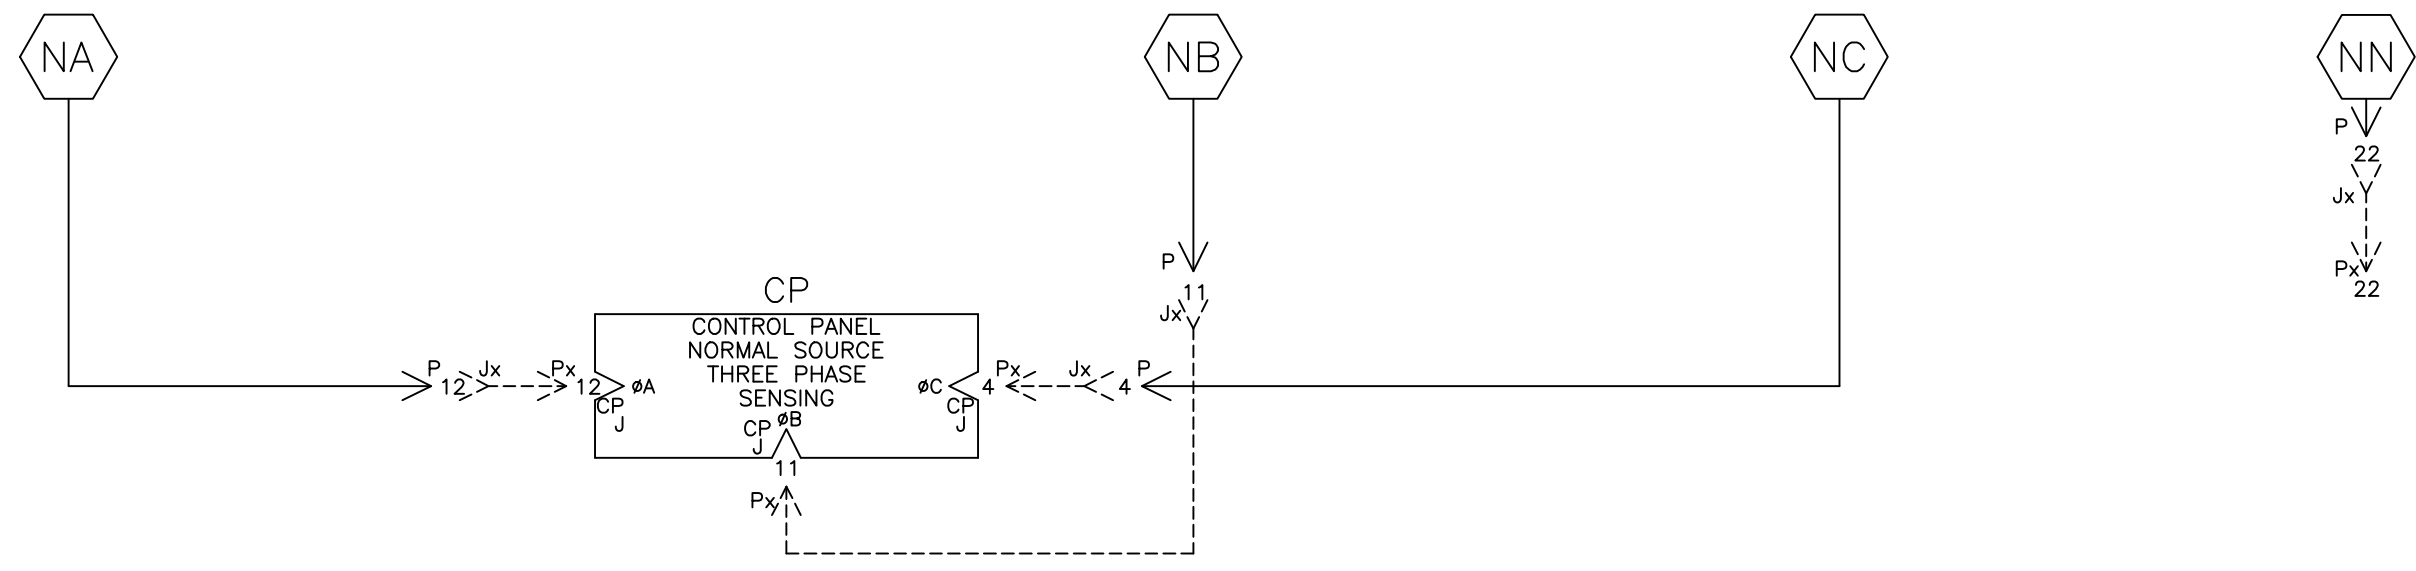 NA
NB
NC
NN
P
22
Jx
Px
22
P
11
Jx
CP
CONTROL PANEL
NORMAL SOURCE
THREE PHASE
SENSING
P
12
Jx
Px
12
øA
CP
J
øC
CP
J
4
Px
Jx
4
P
øB
CP
J
11
Px